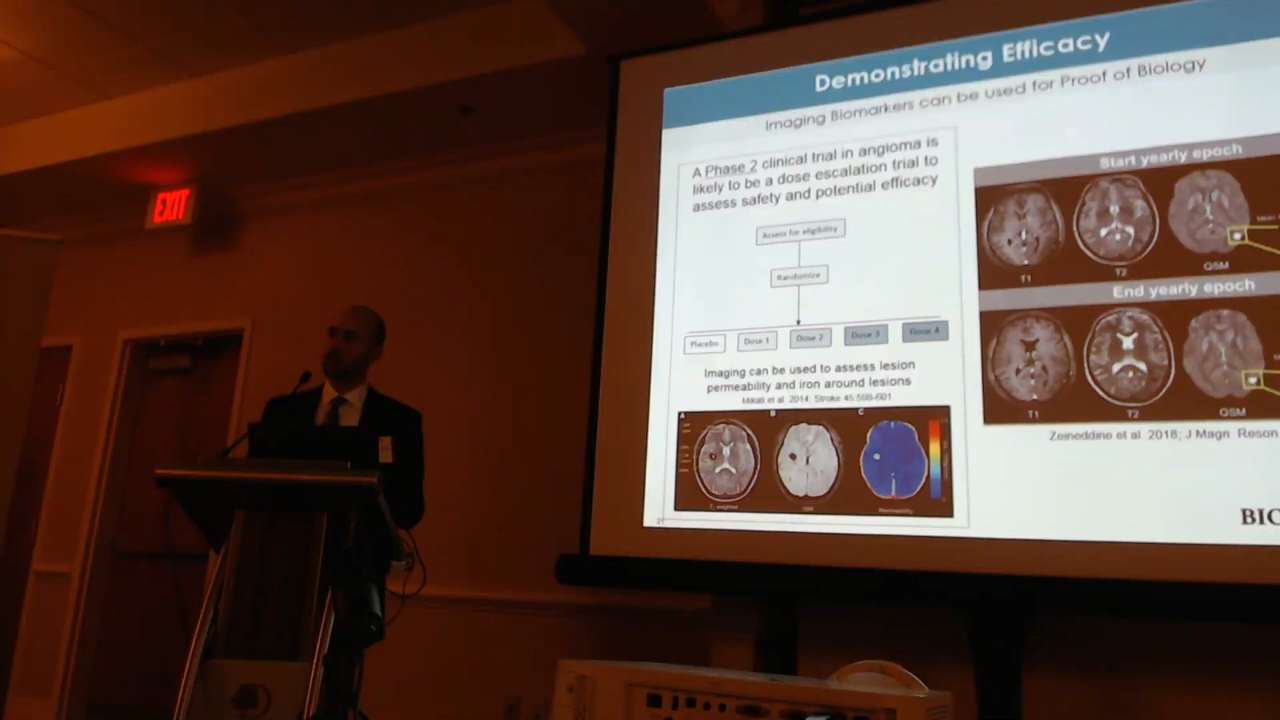 EXIT
Demonstrating Efficacy
Imaging Biomarkers can be used for Proof of Biology
A Phase 2 clinical trial in angioma is
likely to be a dose escalation trial to
assess safety and potential efficacy
Assess for eligibility
Randomize
Placebo
Dose 1
Dose 2
Dose 3
Dose 4
Imaging can be used to assess lesion
permeability and iron around lesions
Mikati et al. 2014. Stroke 45:598-601
A
B
C
Permeability
21
Start yearly epoch
T1
T2
QSM
End yearly epoch
T1
T2
QSM
Zeineddine et al. 2018; J Magn. Reson
BIO